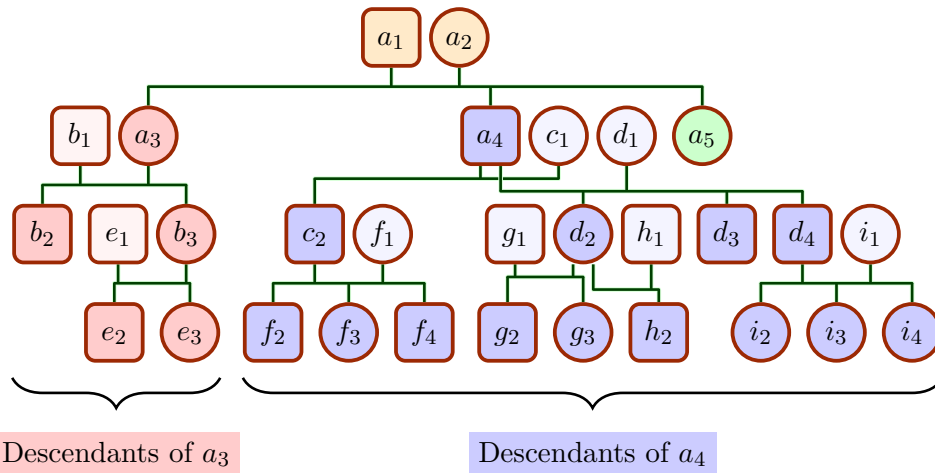 a₁ a₂
b₁ a₃ a₄ c₁ d₁ a₅
b₂ e₁ b₃ c₂ f₁ g₁ d₂ h₁ d₃ d₄ i₁
e₂ e₃ f₂ f₃ f₄ g₂ g₃ h₂ i₂ i₃ i₄
Descendants of a₃ Descendants of a₄